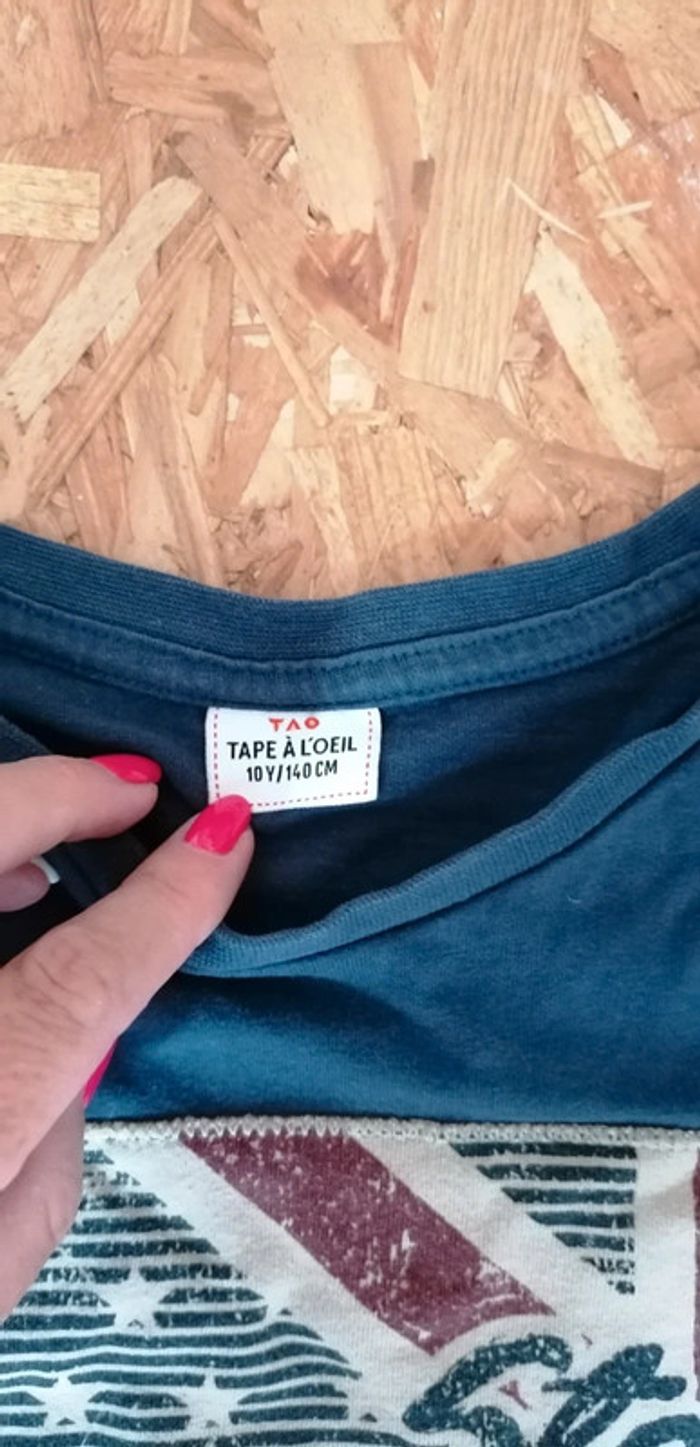 TAO
TAPE À L'OEIL
10Y/140 CM